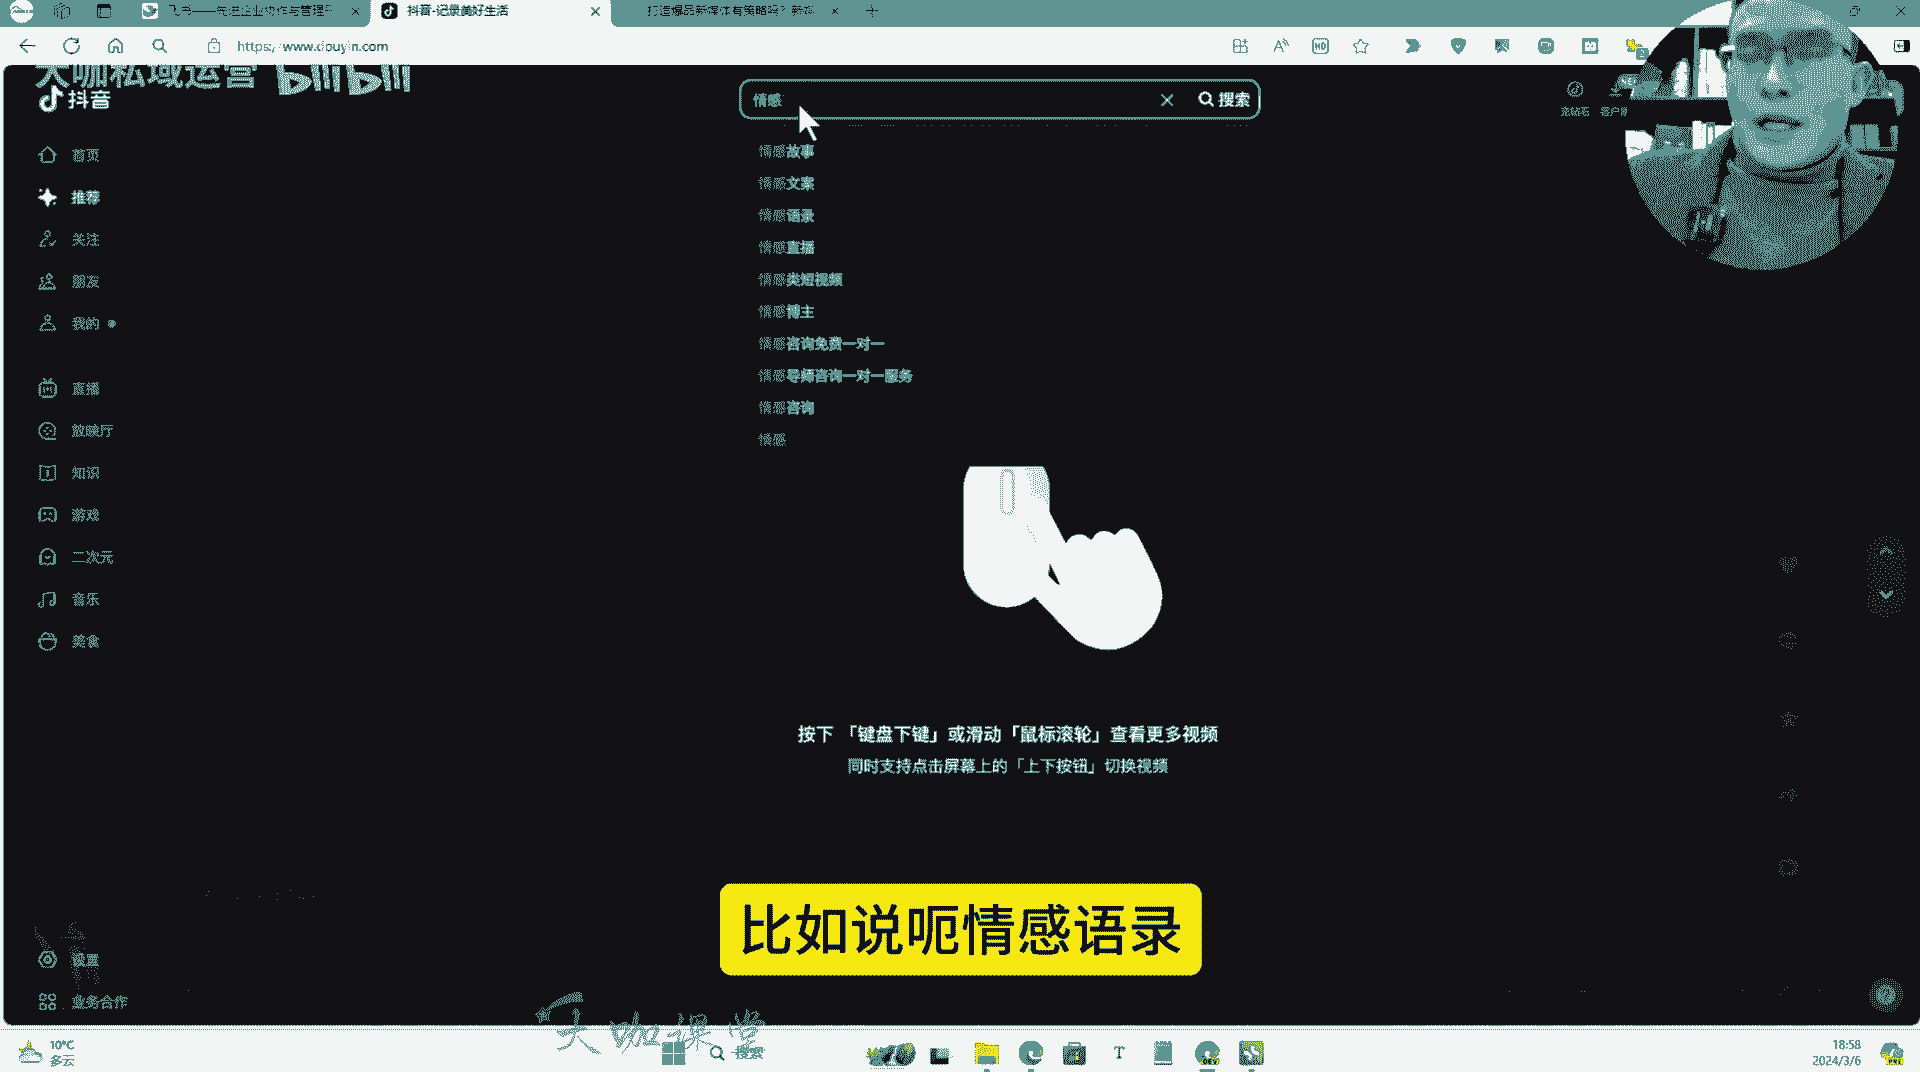 飞书——先进企业协作与管理平
抖音-记录美好生活
打造爆品新媒体有策略吗？新媒
https://www.douyin.com
天咖私域运营 bilibili
抖音
情感
搜索
充钻石
客户端
首页
推荐
关注
朋友
我的
直播
放映厅
知识
游戏
二次元
音乐
美食
设置
业务合作
情感故事
情感文案
情感语录
情感直播
情感类短视频
情感博主
情感咨询免费一对一
情感导师咨询一对一服务
情感咨询
情感
按下「键盘下键」或滑动「鼠标滚轮」查看更多视频
同时支持点击屏幕上的「上下按钮」切换视频
比如说呃情感语录
天咖课堂
10°C
多云
搜索
18:58
2024/3/6